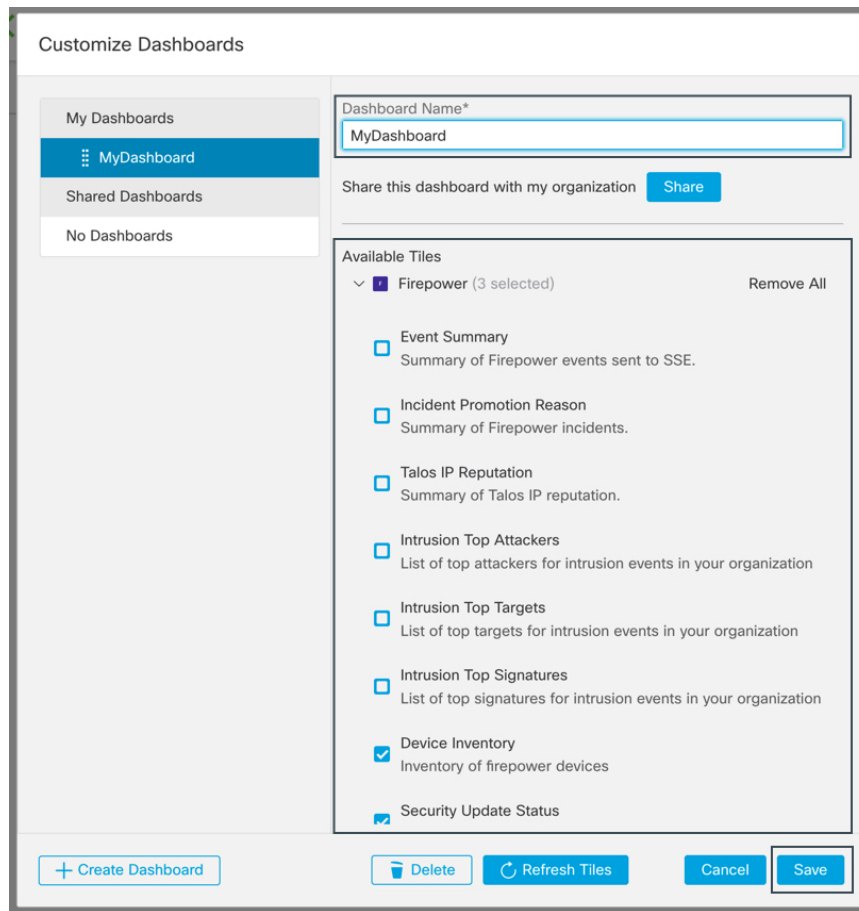 Customize Dashboards
My Dashboards
MyDashboard
Shared Dashboards
No Dashboards
Dashboard Name*
MyDashboard
Share this dashboard with my organization Share
Available Tiles
Firepower (3 selected) Remove All
Event Summary
Summary of Firepower events sent to SSE.
Incident Promotion Reason
Summary of Firepower incidents.
Talos IP Reputation
Summary of Talos IP reputation.
Intrusion Top Attackers
List of top attackers for intrusion events in your organization
Intrusion Top Targets
List of top targets for intrusion events in your organization
Intrusion Top Signatures
List of top signatures for intrusion events in your organization
Device Inventory
Inventory of firepower devices
Security Update Status
+ Create Dashboard Delete Refresh Tiles Cancel Save